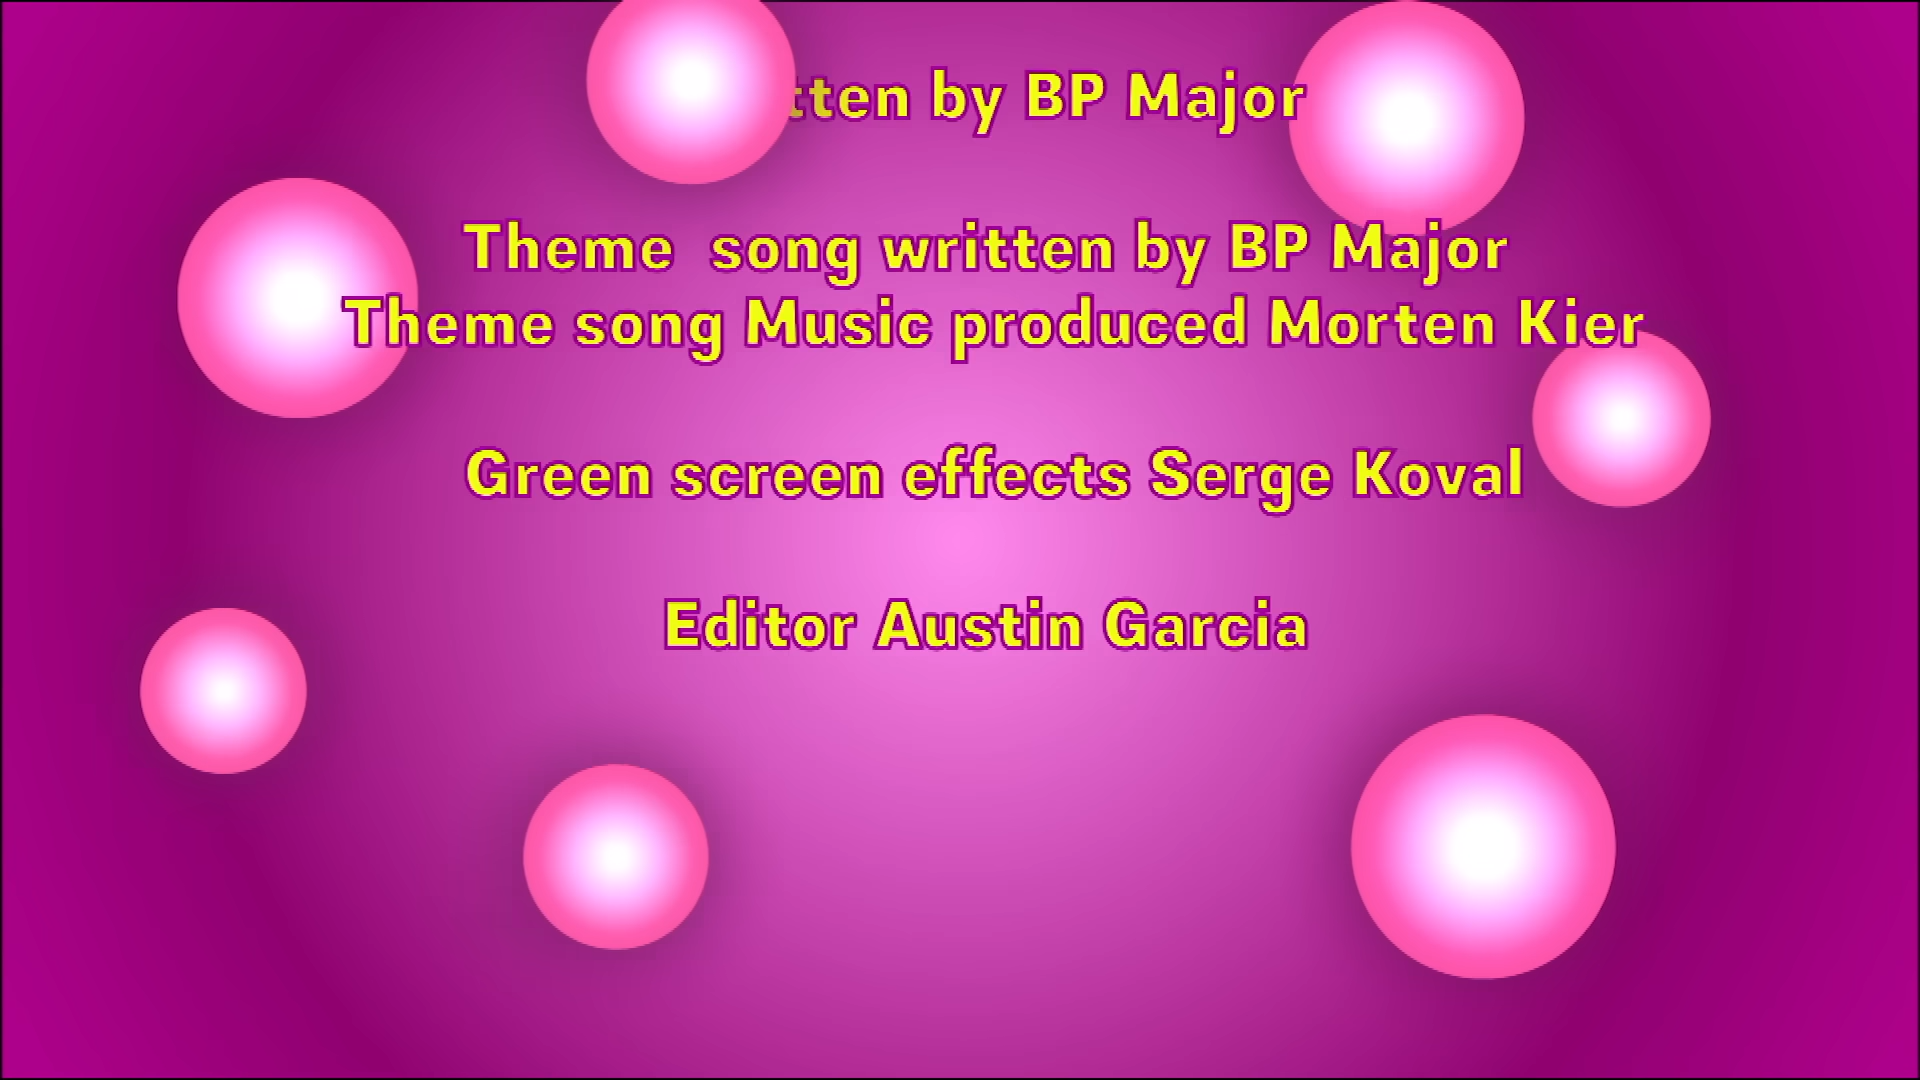 by BP Major
Theme song written by BP Major
Theme song Music produced Morten Kier
Green screen effects Serge Koval
Editor Austin Garcia